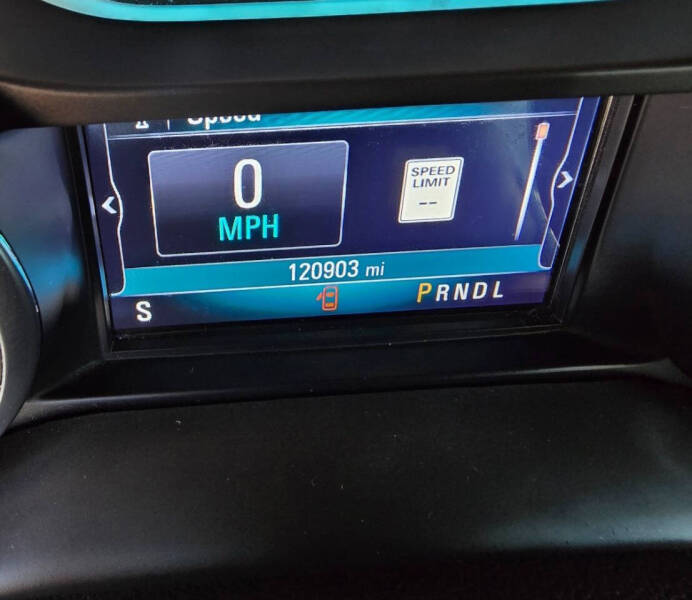 Speed
0
MPH
SPEED
LIMIT
--
120903 mi
S
PRNDL